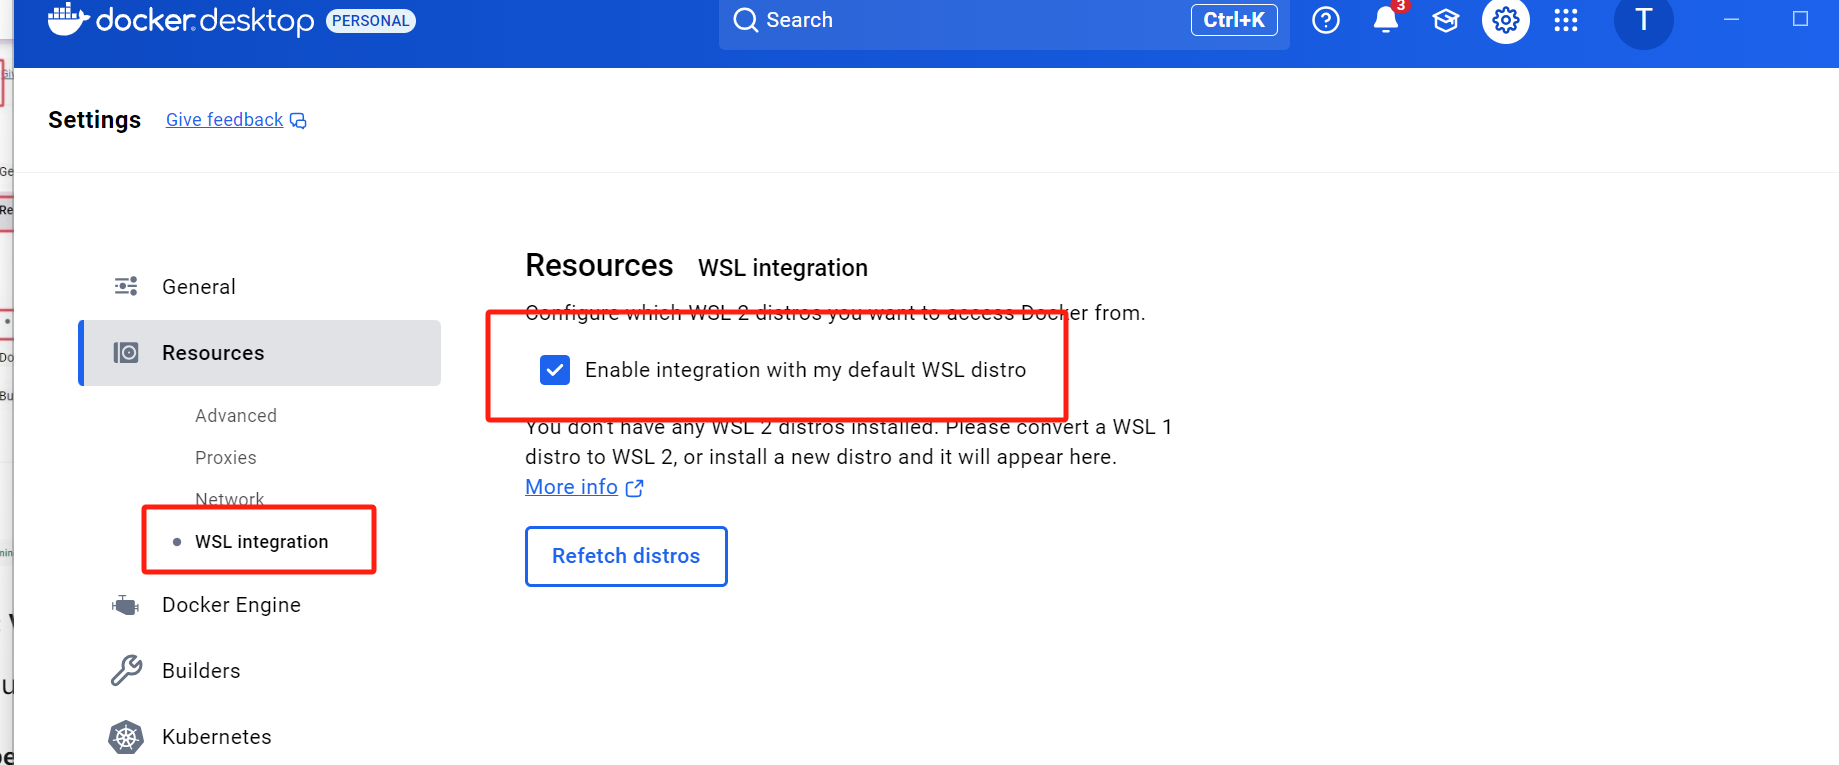 docker desktop PERSONAL
Search
Ctrl+K
3
T
Settings
Give feedback
General
Resources
Advanced
Proxies
Network
WSL integration
Docker Engine
Builders
Kubernetes
Resources WSL integration
Configure which WSL 2 distros you want to access Docker from.
Enable integration with my default WSL distro
You don't have any WSL 2 distros installed. Please convert a WSL 1
distro to WSL 2, or install a new distro and it will appear here.
More info
Refetch distros